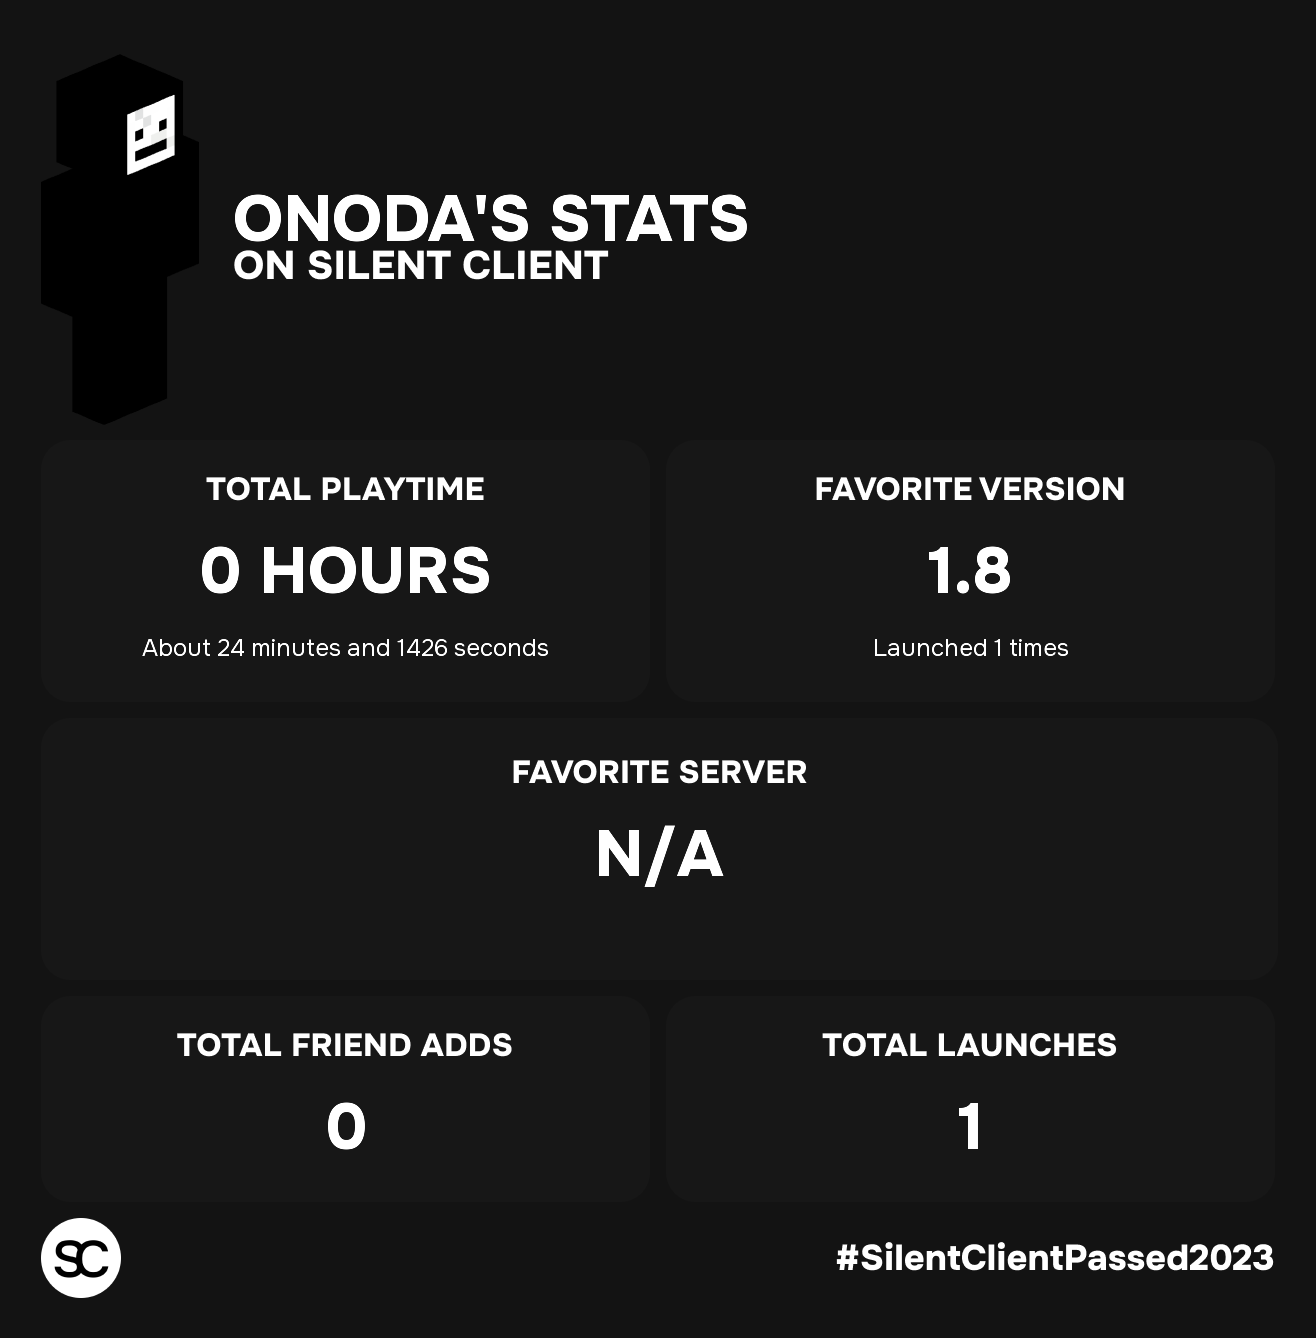 ONODA'S STATS
ON SILENT CLIENT
TOTAL PLAYTIME
0 HOURS
About 24 minutes and 1426 seconds
FAVORITE VERSION
1.8
Launched 1 times
FAVORITE SERVER
N/A
TOTAL FRIEND ADDS
0
TOTAL LAUNCHES
1
SC
#SilentClientPassed2023